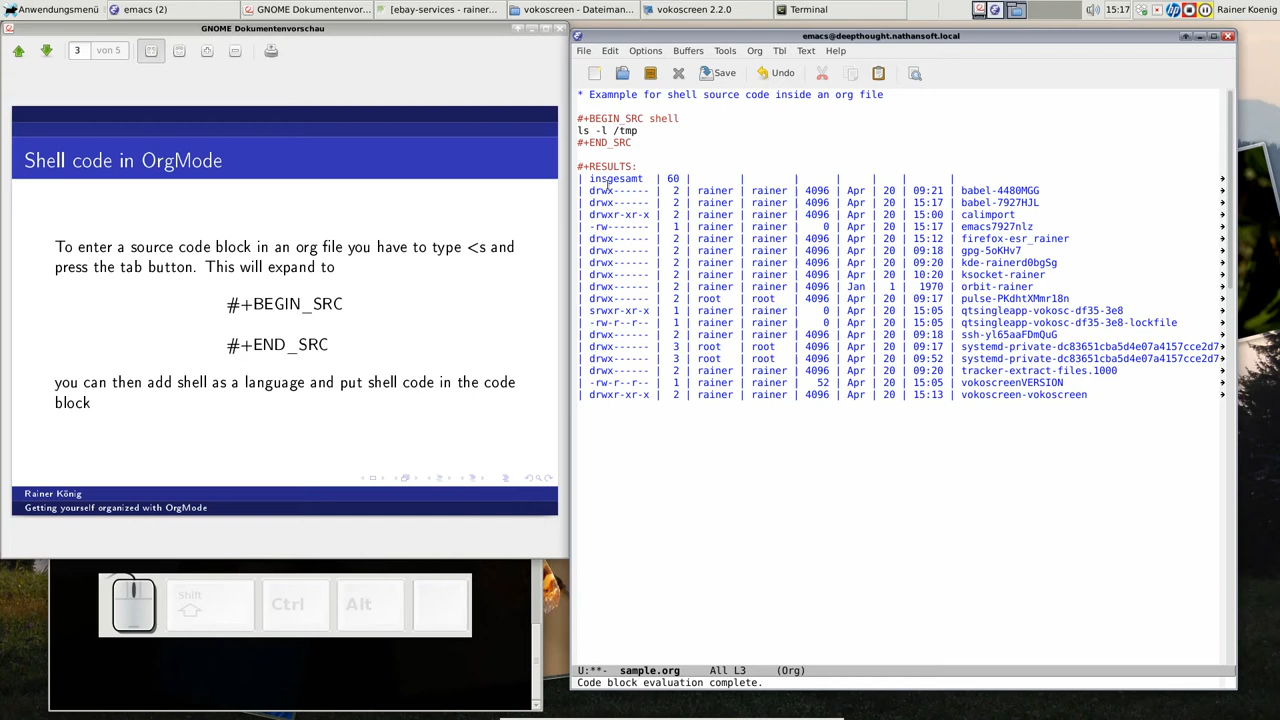 Anwendungsmenü
emacs (2)
GNOME Dokumentenvor...
[ebay-services - rainer...
vokoscreen - Dateiman...
vokoscreen 2.2.0
Terminal
15:17
Rainer Koenig
GNOME Dokumentenvorschau
3 von 5
Shell code in OrgMode
To enter a source code block in an org file you have to type <s and
press the tab button. This will expand to
#+BEGIN_SRC
#+END_SRC
you can then add shell as a language and put shell code in the code
block
Rainer König
Getting yourself organized with OrgMode
Shift
Ctrl
Alt
emacs@deepthought.nathansoft.local
File Edit Options Buffers Tools Org Tbl Text Help
Save Undo
* Examnple for shell source code inside an org file
#+BEGIN_SRC shell
ls -l /tmp
#+END_SRC
#+RESULTS:
| insgesamt | 60 | | | | | | |
| drwx------ | 2 | rainer | rainer | 4096 | Apr | 20 | 09:21 | babel-4480MGG
| drwx------ | 2 | rainer | rainer | 4096 | Apr | 20 | 15:17 | babel-7927HJL
| drwxr-xr-x | 2 | rainer | rainer | 4096 | Apr | 20 | 15:00 | calimport
| -rw------- | 1 | rainer | rainer | 0 | Apr | 20 | 15:17 | emacs7927nlz
| drwx------ | 2 | rainer | rainer | 4096 | Apr | 20 | 15:12 | firefox-esr_rainer
| drwx------ | 2 | rainer | rainer | 4096 | Apr | 20 | 09:18 | gpg-5oKHv7
| drwx------ | 2 | rainer | rainer | 4096 | Apr | 20 | 09:20 | kde-rainerd0bgSg
| drwx------ | 2 | rainer | rainer | 4096 | Apr | 20 | 10:20 | ksocket-rainer
| drwx------ | 2 | rainer | rainer | 4096 | Jan | 1 | 1970 | orbit-rainer
| drwx------ | 2 | root | root | 4096 | Apr | 20 | 09:17 | pulse-PKdhtXMmr18n
| srwxr-xr-x | 1 | rainer | rainer | 0 | Apr | 20 | 15:05 | qtsingleapp-vokosc-df35-3e8
| -rw-r--r-- | 1 | rainer | rainer | 0 | Apr | 20 | 15:05 | qtsingleapp-vokosc-df35-3e8-lockfile
| drwx------ | 2 | rainer | rainer | 4096 | Apr | 20 | 09:18 | ssh-yl65aaFDmQuG
| drwx------ | 3 | root | root | 4096 | Apr | 20 | 09:17 | systemd-private-dc83651cba5d4e07a4157cce2d7
| drwx------ | 3 | root | root | 4096 | Apr | 20 | 09:52 | systemd-private-dc83651cba5d4e07a4157cce2d7
| drwx------ | 2 | rainer | rainer | 4096 | Apr | 20 | 09:20 | tracker-extract-files.1000
| -rw-r--r-- | 1 | rainer | rainer | 52 | Apr | 20 | 15:05 | vokoscreenVERSION
| drwxr-xr-x | 2 | rainer | rainer | 4096 | Apr | 20 | 15:13 | vokoscreen-vokoscreen
U:**- sample.org All L3 (Org)
Code block evaluation complete.